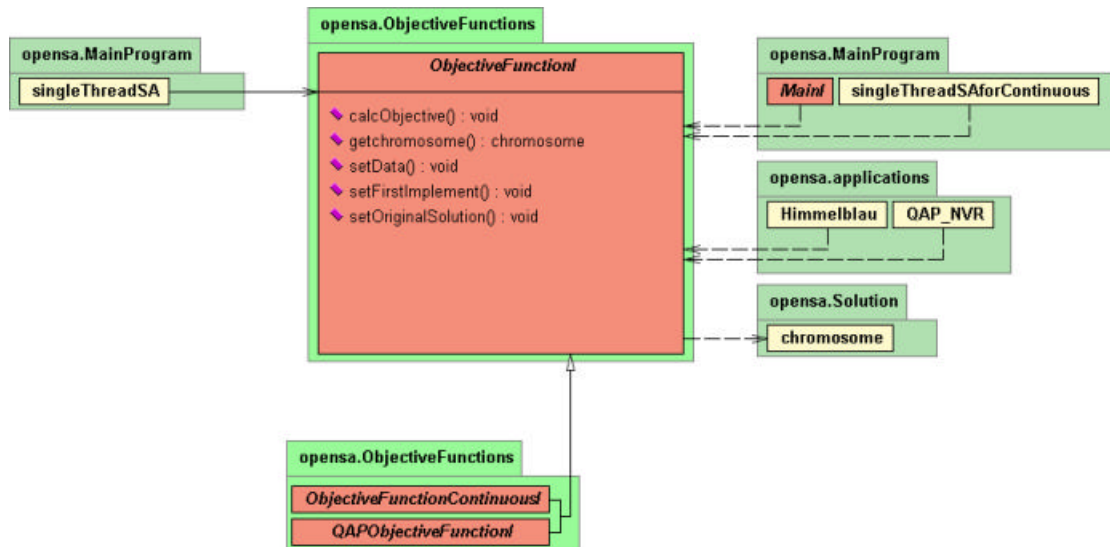 opensa.ObjectiveFunctions
opensa.MainProgram
singleThreadSA
ObjectiveFunctionI
calcObjective() : void
getchromosome() : chromosome
setData() : void
setFirstImplement() : void
setOriginalSolution() : void
opensa.MainProgram
iMainI singleThreadSAforContinuous
opensa.applications
Himmelblau QAP_NVR
opensa.Solution
chromosome
opensa.ObjectiveFunctions
ObjectiveFunctionContinuousI
QAPObjectiveFunctionI